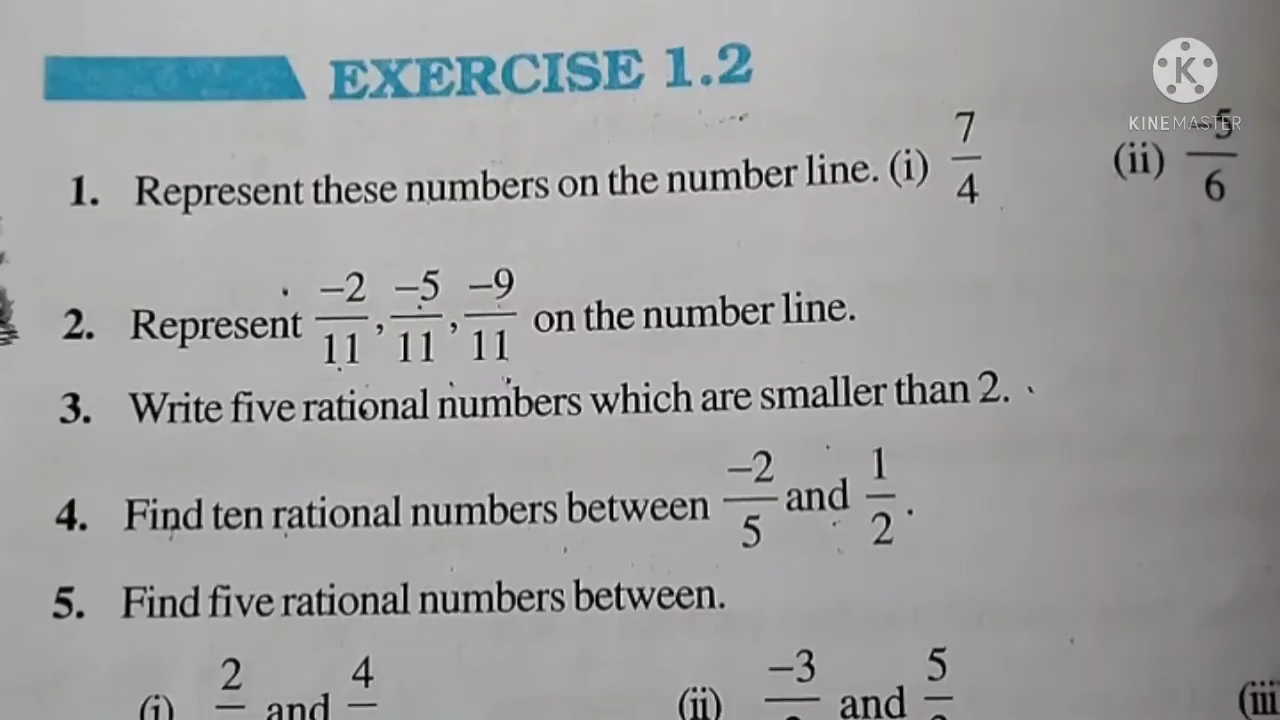 EXERCISE 1.2
K
KINEMASTER
1. Represent these numbers on the number line. (i) 7/4 (ii) -5/6
2. Represent -2/11, -5/11, -9/11 on the number line.
3. Write five rational numbers which are smaller than 2.
4. Find ten rational numbers between -2/5 and 1/2.
5. Find five rational numbers between.
(i) 2/ and 4/ (ii) -3/ and 5/ (iii